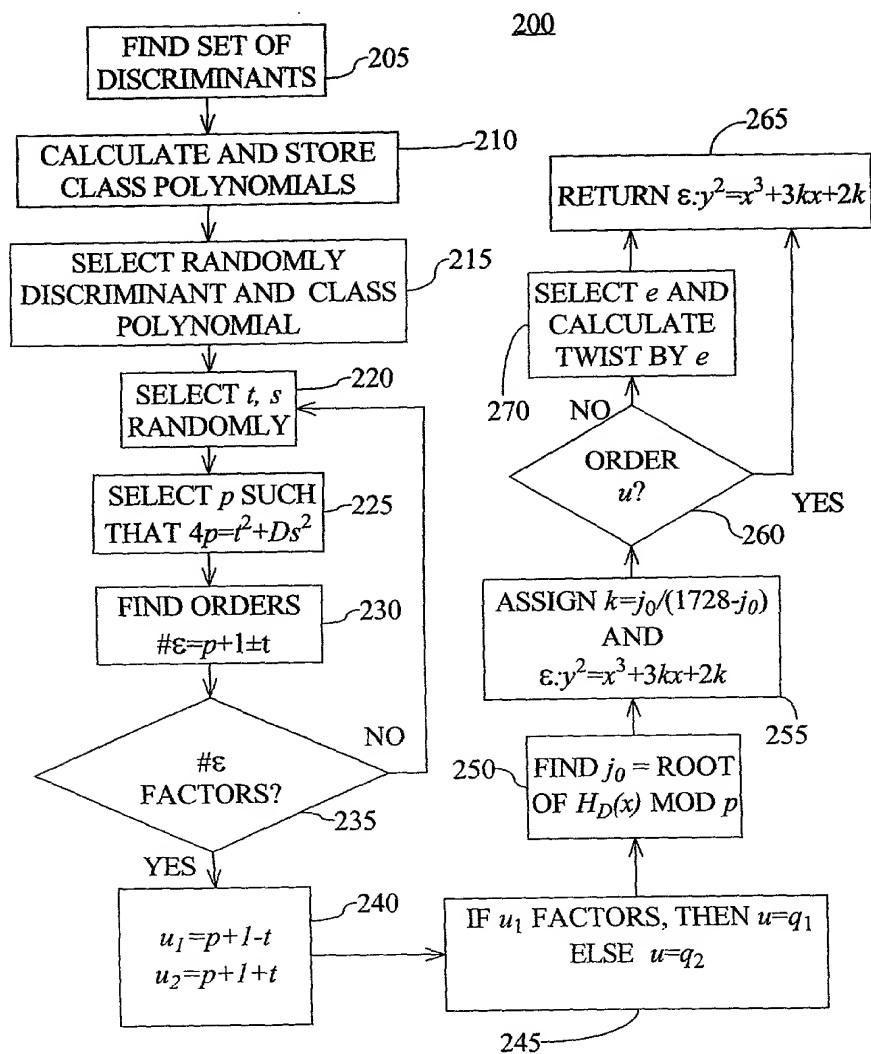 200
FIND SET OF
DISCRIMINANTS
205
CALCULATE AND STORE
CLASS POLYNOMIALS
210
SELECT RANDOMLY
DISCRIMINANT AND CLASS
POLYNOMIAL
215
SELECT t, s
RANDOMLY
220
SELECT p SUCH
THAT 4p=t²+Ds²
225
FIND ORDERS
#ε=p+1±t
230
#ε
FACTORS?
235
NO
YES
u₁=p+1-t
u₂=p+1+t
240
IF u₁ FACTORS, THEN u=q₁
ELSE u=q₂
245
FIND j₀ = ROOT
OF H_D(x) MOD p
250
ASSIGN k=j₀/(1728-j₀)
AND
ε:y²=x³+3kx+2k
255
ORDER
u?
260
NO
YES
SELECT e AND
CALCULATE
TWIST BY e
270
RETURN ε:y²=x³+3kx+2k
265